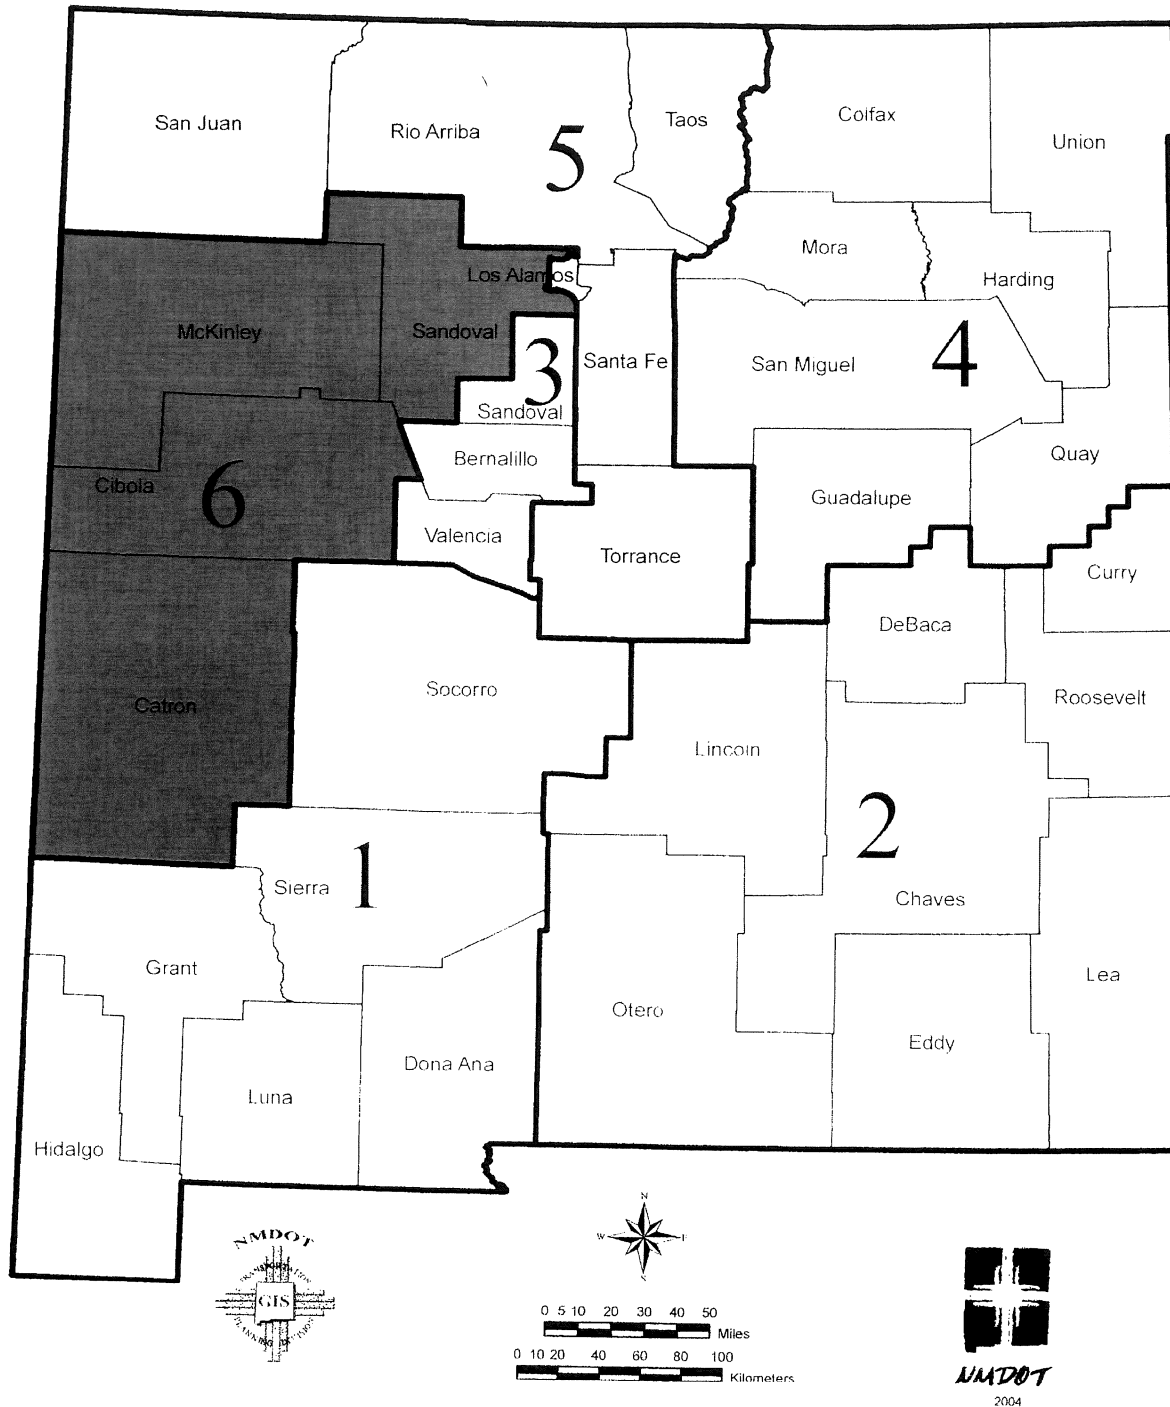 San Juan
Rio Arriba
5
Taos
Colfax
Union
Mora
Harding
Los Alamos
McKinley
Sandoval
3
Santa Fe
San Miguel
4
Sandoval
Bernalillo
Quay
Cibola
6
Guadalupe
Valencia
Torrance
Curry
DeBaca
Socorro
Roosevelt
Catron
Lincoln
2
1
Sierra
Chaves
Grant
Lea
Otero
Eddy
Dona Ana
Luna
Hidalgo
N
W E
S
NMDOT
TRANSPORTATION
GIS
PLANNING DIVISION
0 5 10 20 30 40 50
Miles
0 10 20 40 60 80 100
Kilometers
NMDOT
2004